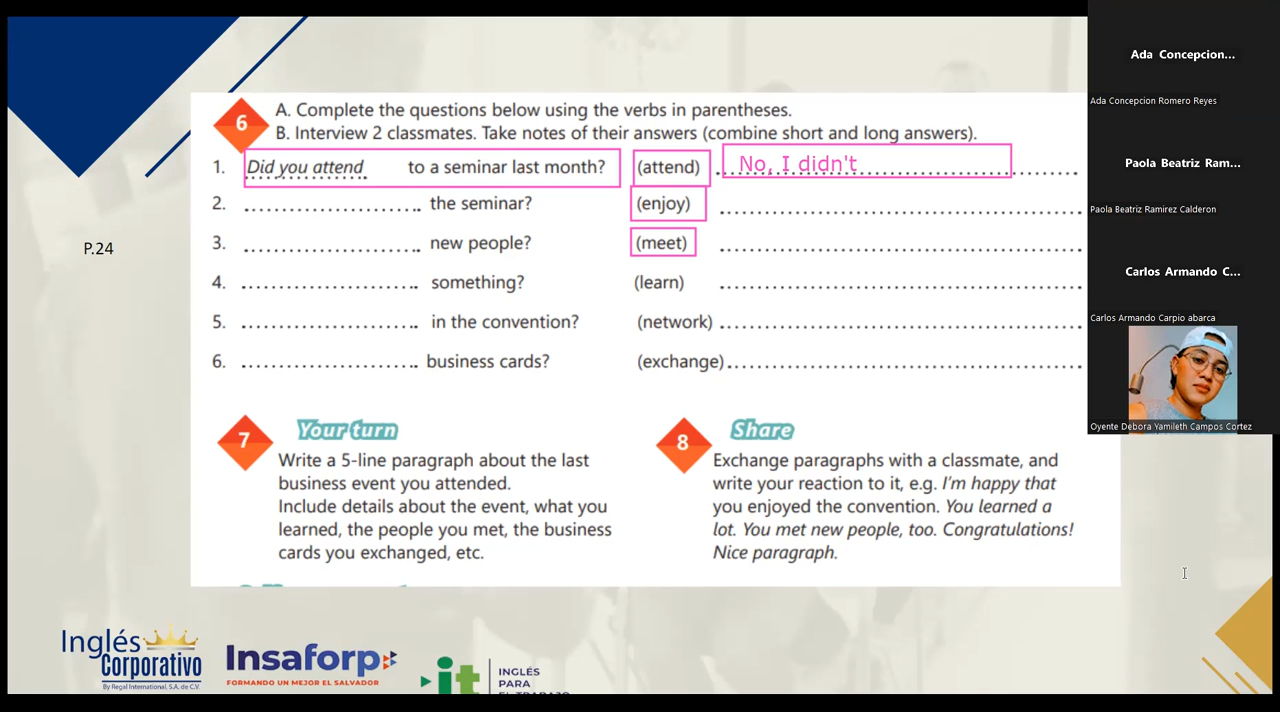 6
A. Complete the questions below using the verbs in parentheses.
B. Interview 2 classmates. Take notes of their answers (combine short and long answers).
1. Did you attend to a seminar last month? (attend) No, I didn't
2. ........................ the seminar? (enjoy) ........................
3. ........................ new people? (meet) ........................
4. ........................ something? (learn) ........................
5. ........................ in the convention? (network) ........................
6. ........................ business cards? (exchange) ........................
P.24
7 Your turn
Write a 5-line paragraph about the last
business event you attended.
Include details about the event, what you
learned, the people you met, the business
cards you exchanged, etc.
8 Share
Exchange paragraphs with a classmate, and
write your reaction to it, e.g. I'm happy that
you enjoyed the convention. You learned a
lot. You met new people, too. Congratulations!
Nice paragraph.
Inglés
Corporativo
By Regal International, S.A. de C.V.
Insaforp
FORMANDO UN MEJOR EL SALVADOR
it
INGLÉS
PARA
Ada Concepcion...
Ada Concepcion Romero Reyes
Paola Beatriz Ram...
Paola Beatriz Ramirez Calderon
Carlos Armando C...
Carlos Armando Carpio abarca
Oyente Debora Yamileth Campos Cortez